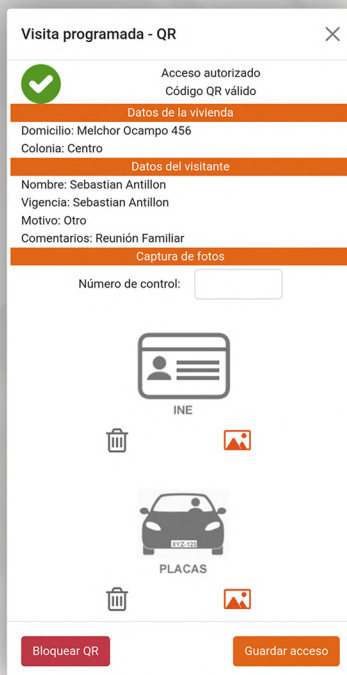 Visita programada - QR
Acceso autorizado
Código QR válido
Datos de la vivienda
Domicilio: Melchor Ocampo 456
Colonia: Centro
Datos del visitante
Nombre: Sebastian Antillon
Vigencia: Sebastian Antillon
Motivo: Otro
Comentarios: Reunión Familiar
Captura de fotos
Número de control:
INE
XYZ-123
PLACAS
Bloquear QR
Guardar acceso